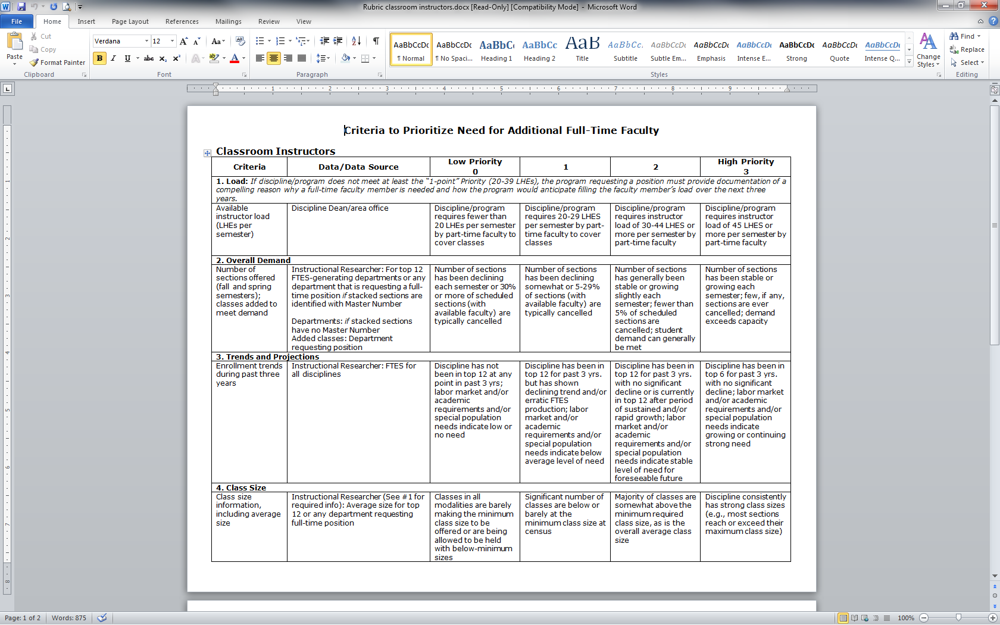 Rubric classroom instructors.docx [Read-Only] [Compatibility Mode] - Microsoft Word
File Home Insert Page Layout References Mailings Review View
Paste
Cut
Copy
Format Painter
Clipboard
Verdana 12
Font
Paragraph
AaBbCcDc AaBbCcDc AaBbCc AaBbCc AaB AaBbCc. AaBbCcDc AaBbCcDc AaBbCcDc AaBbCcDc AaBbCcDc AaBbCcDc
¶ Normal ¶ No Spaci... Heading 1 Heading 2 Title Subtitle Subtle Em... Emphasis Intense E... Strong Quote Intense Q...
Styles
Change
Styles
Find
Replace
Select
Editing
1 2 3 4 5 6 7 8 9
Criteria to Prioritize Need for Additional Full-Time Faculty
Classroom Instructors
Criteria
Data/Data Source
Low Priority
0
1
2
High Priority
3
1. Load: If discipline/program does not meet at least the “1-point” Priority (20-39 LHEs), the program requesting a position must provide documentation of a
compelling reason why a full-time faculty member is needed and how the program would anticipate filling the faculty member’s load over the next three
years.
Available
instructor load
(LHEs per
semester)
Discipline Dean/area office
Discipline/program
requires fewer than
20 LHEs per semester
by part-time faculty to
cover classes
Discipline/program
requires 20-29 LHES
per semester by part-
time faculty to cover
classes
Discipline/program
requires instructor
load of 30-44 LHES or
more per semester by
part-time faculty
Discipline/program
requires instructor
load of 45 LHES or
more per semester by
part-time faculty
2. Overall Demand
Number of
sections offered
(fall and spring
semesters);
classes added to
meet demand
Instructional Researcher: For top 12
FTES-generating departments or any
department that is requesting a full-
time position if stacked sections are
identified with Master Number
Departments: if stacked sections
have no Master Number
Added classes: Department
requesting position
Number of sections
has been declining
each semester or 30%
or more of scheduled
sections (with
available faculty) are
typically cancelled
Number of sections
has been declining
somewhat or 5-29%
of sections (with
available faculty) are
typically cancelled
Number of sections
has generally been
stable or growing
slightly each
semester; fewer than
5% of scheduled
sections are
cancelled; student
demand can generally
be met
Number of sections
has been stable or
growing each
semester; few, if any,
sections are ever
cancelled; demand
exceeds capacity
3. Trends and Projections
Enrollment trends
during past three
years
Instructional Researcher: FTES for
all disciplines
Discipline has not
been in top 12 at any
point in past 3 yrs;
labor market and/or
academic
requirements and/or
special population
needs indicate low or
no need
Discipline has been in
top 12 for past 3 yrs.
but has shown
declining trend and/or
erratic FTES
production; labor
market and/or
academic
requirements and/or
special population
needs indicate below
average level of need
Discipline has been in
top 12 for past 3 yrs.
with no significant
decline or is currently
in top 12 after period
of sustained and/or
rapid growth; labor
market and/or
academic
requirements and/or
special population
needs indicate stable
level of need for
foreseeable future
Discipline has been in
top 6 for past 3 yrs.
with no significant
decline; labor market
and/or academic
requirements and/or
special population
needs indicate
growing or continuing
strong need
4. Class Size
Class size
information,
including average
size
Instructional Researcher (See #1 for
required info): Average size for top
12 or any department requesting
full-time position
Classes in all
modalities are barely
making the minimum
class size to be
offered or are being
allowed to be held
with below-minimum
sizes
Significant number of
classes are below or
barely at the
minimum class size at
census
Majority of classes are
somewhat above the
minimum required
class size, as is the
overall average class
size
Discipline consistently
has strong class sizes
(e.g., most sections
reach or exceed their
maximum class size)
Page: 1 of 2 Words: 875 100%